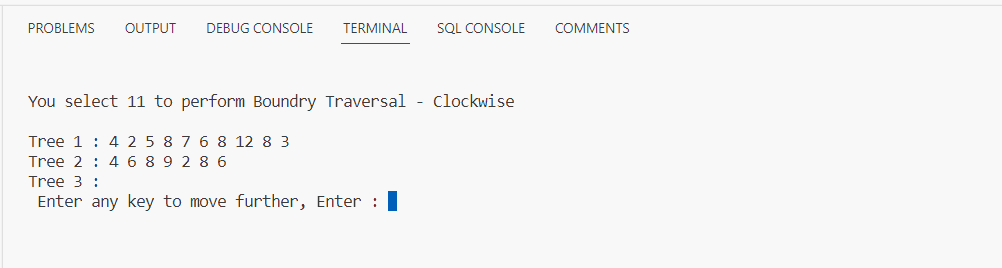 PROBLEMS OUTPUT DEBUG CONSOLE TERMINAL SQL CONSOLE COMMENTS
You select 11 to perform Boundry Traversal - Clockwise
Tree 1 : 4 2 5 8 7 6 8 12 8 3
Tree 2 : 4 6 8 9 2 8 6
Tree 3 :
Enter any key to move further, Enter :